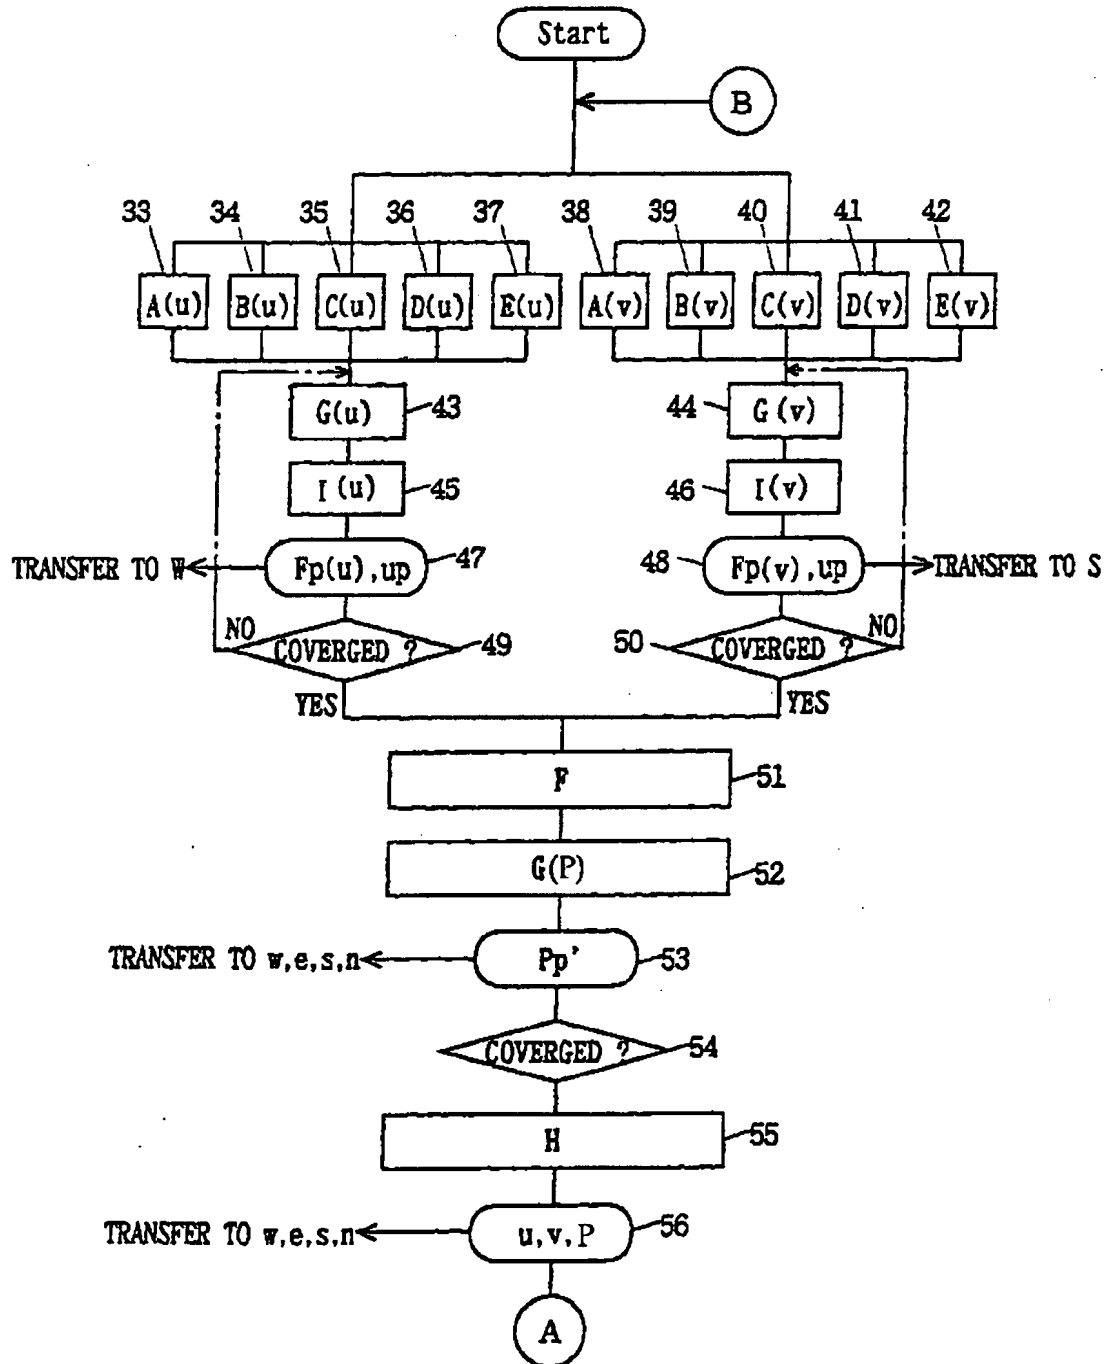 Start
B
33 34 35 36 37 38 39 40 41 42
A(u) B(u) C(u) D(u) E(u) A(v) B(v) C(v) D(v) E(v)
G(u) 43 44 G(v)
I(u) 45 46 I(v)
TRANSFER TO W Fp(u),up 47 48 Fp(v),up TRANSFER TO S
NO COVERGED ? 49 50 COVERGED ? NO
YES YES
F 51
G(P) 52
TRANSFER TO w,e,s,n Pp' 53
COVERGED ? 54
H 55
TRANSFER TO w,e,s,n u,v,P 56
A